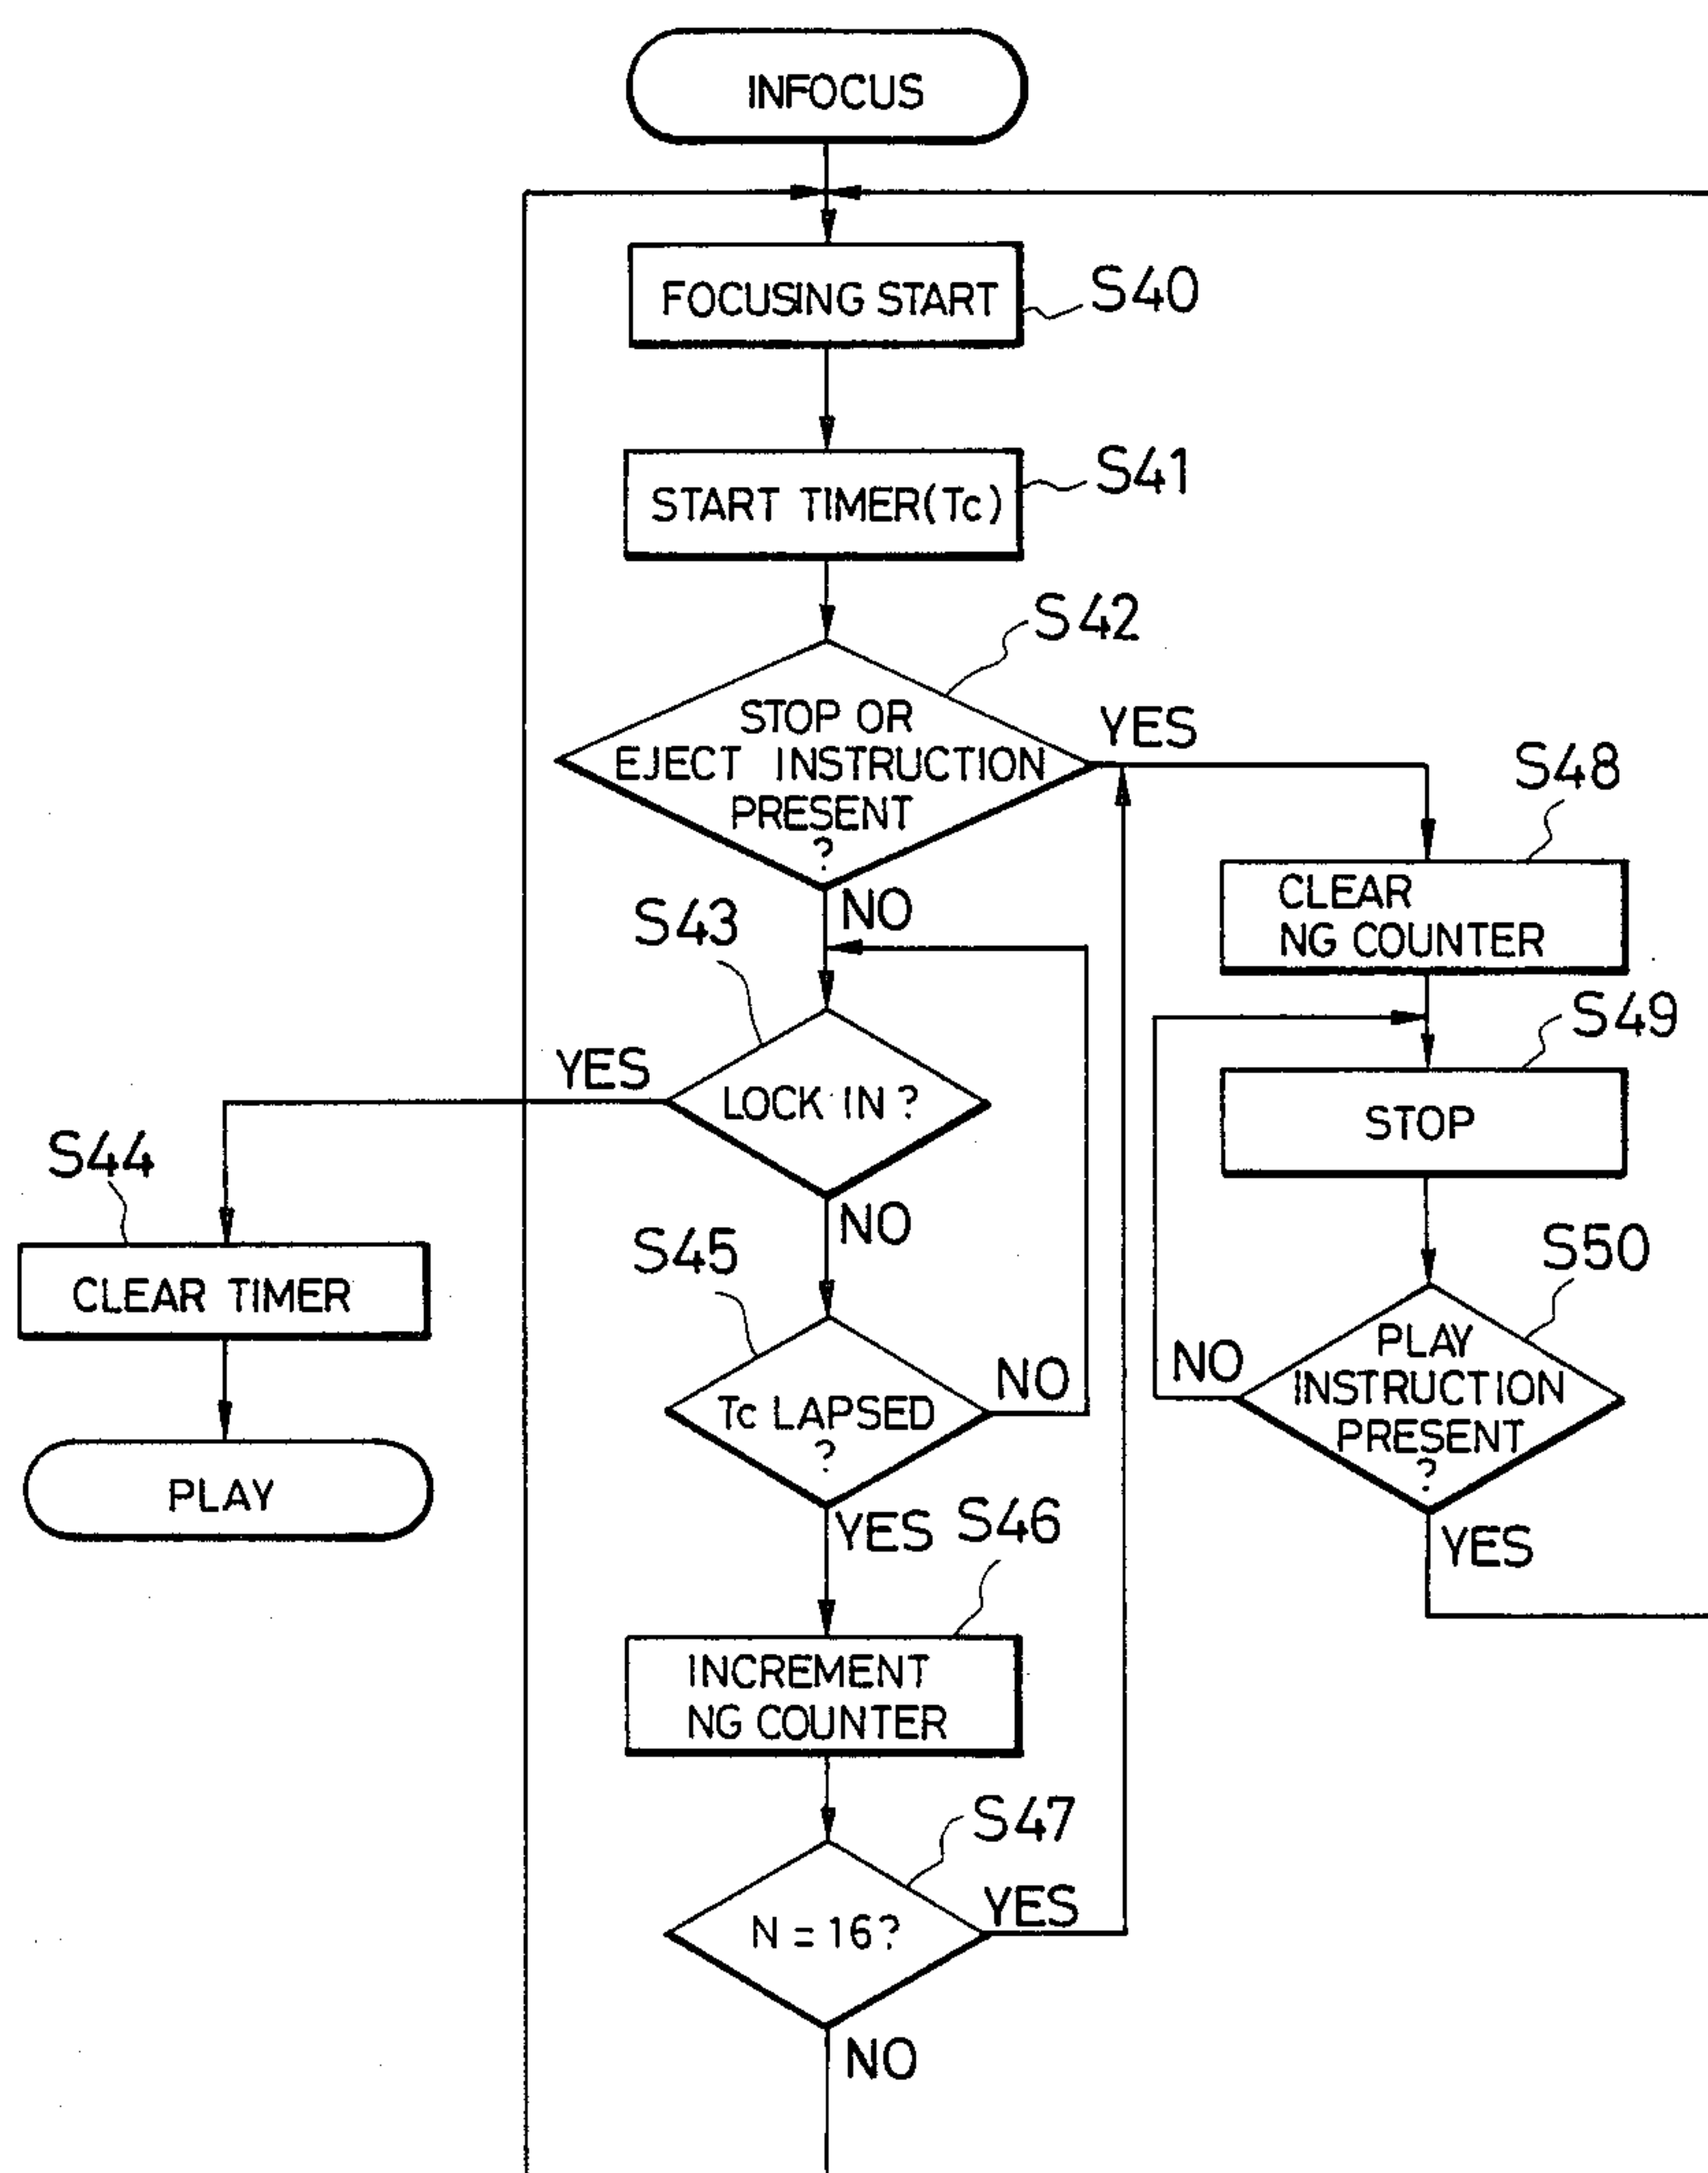 INFOCUS
FOCUSING START
S40
START TIMER(Tc)
S41
S42
STOP OR
EJECT INSTRUCTION
PRESENT
?
YES
NO
S48
CLEAR
NG COUNTER
S43
LOCK IN ?
YES
NO
S49
STOP
S44
CLEAR TIMER
PLAY
S45
Tc LAPSED
?
NO
YES
S50
PLAY
INSTRUCTION
PRESENT
?
NO
YES
S46
INCREMENT
NG COUNTER
S47
N = 16?
YES
NO